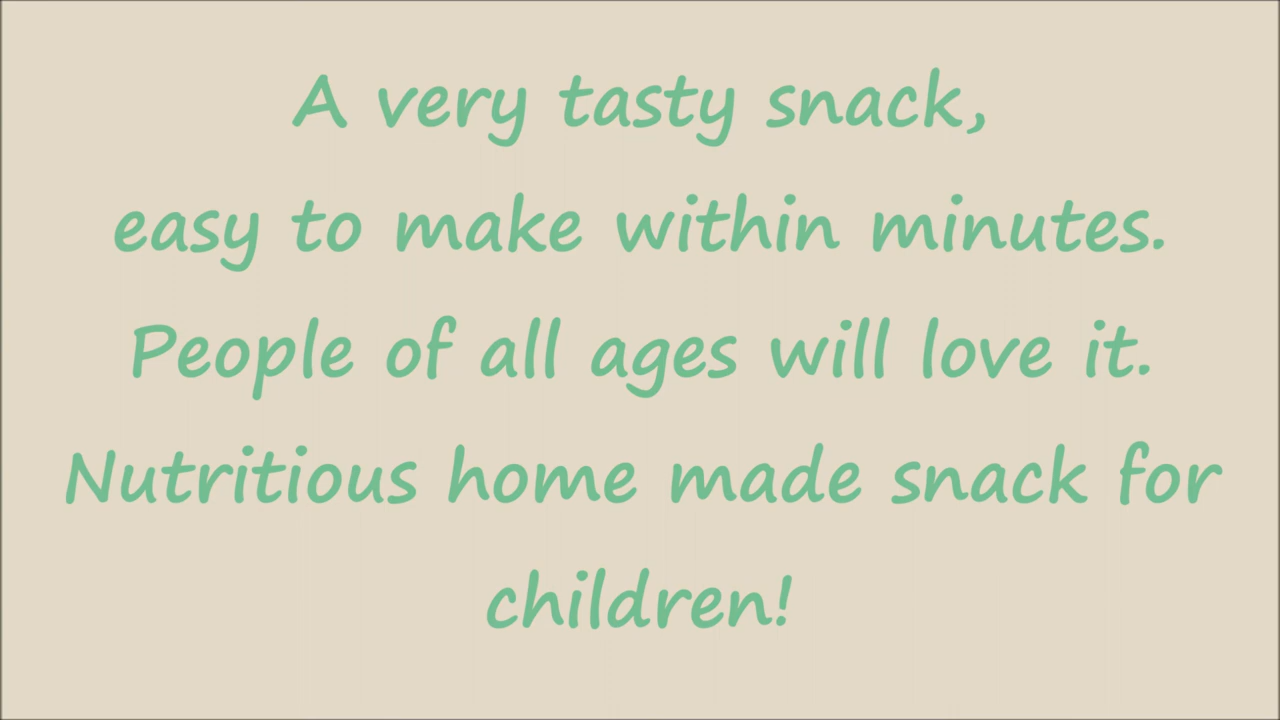 A very tasty snack,
easy to make within minutes.
People of all ages will love it.
Nutritious home made snack for
children!